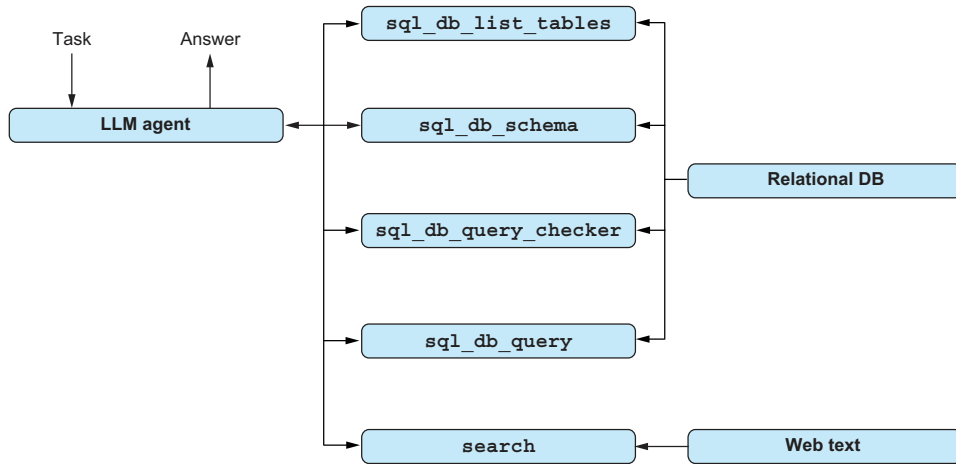 sql_db_list_tables
Task
Answer
LLM agent
sql_db_schema
Relational DB
sql_db_query_checker
sql_db_query
search
Web text